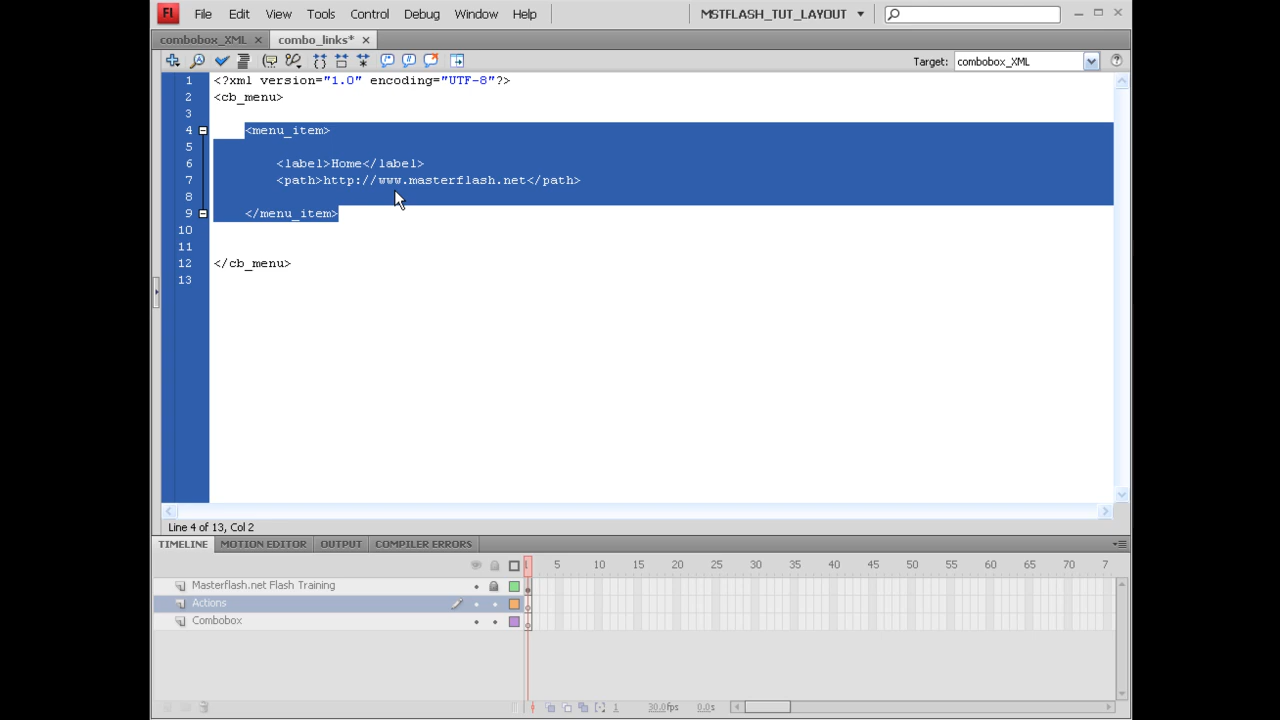 Fl File Edit View Tools Control Debug Window Help MSTFLASH_TUT_LAYOUT
combobox_XML combo_links*
Target: combobox_XML
1 <?xml version="1.0" encoding="UTF-8"?>
2 <cb_menu>
3
4 <menu_item>
5
6 <label>Home</label>
7 <path>http://www.masterflash.net</path>
8
9 </menu_item>
10
11
12 </cb_menu>
13
Line 4 of 13, Col 2
TIMELINE MOTION EDITOR OUTPUT COMPILER ERRORS
1 5 10 15 20 25 30 35 40 45 50 55 60 65 70 7
Masterflash.net Flash Training
Actions
Combobox
1 30.0fps 0.0s